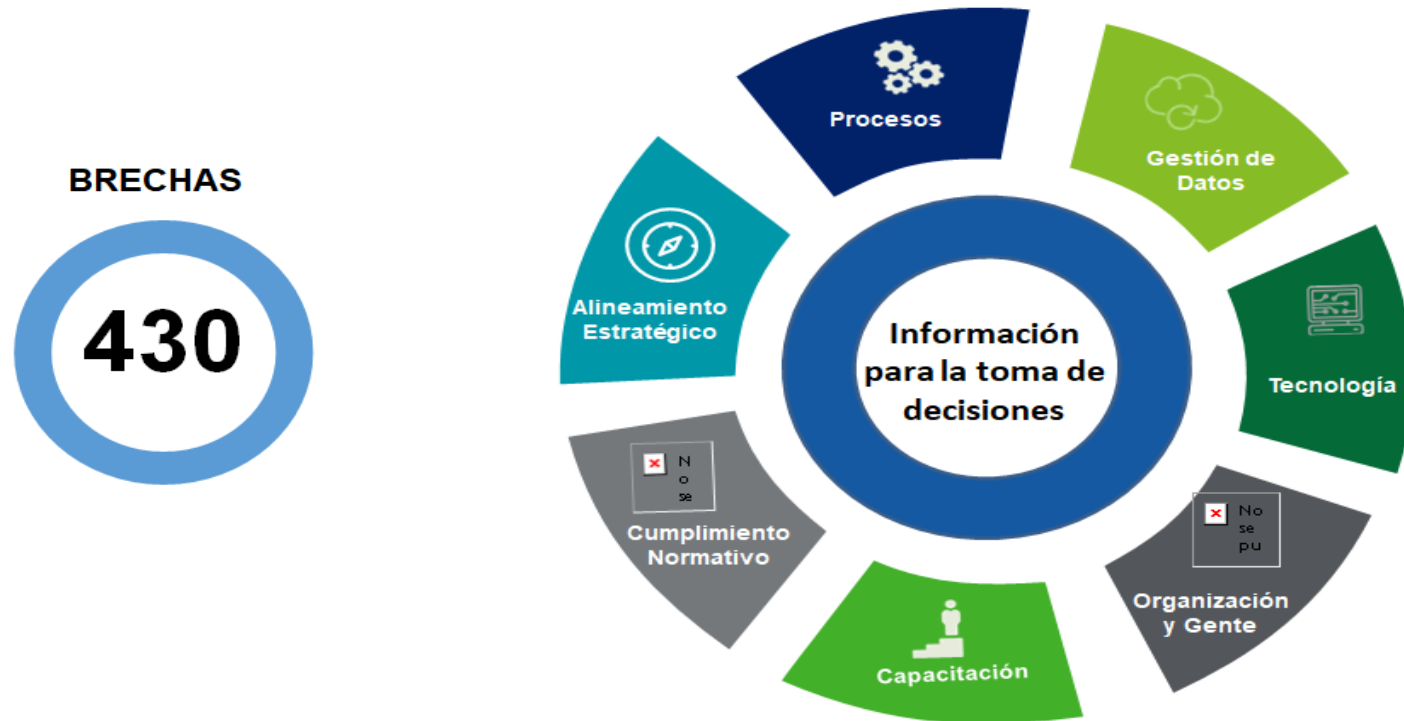 BRECHAS
430
Procesos
Gestión de
Datos
Tecnología
Organización
y Gente
No
se
pu
Capacitación
Cumplimiento
Normativo
N
o
se
Alineamiento
Estratégico
Información
para la toma de
decisiones